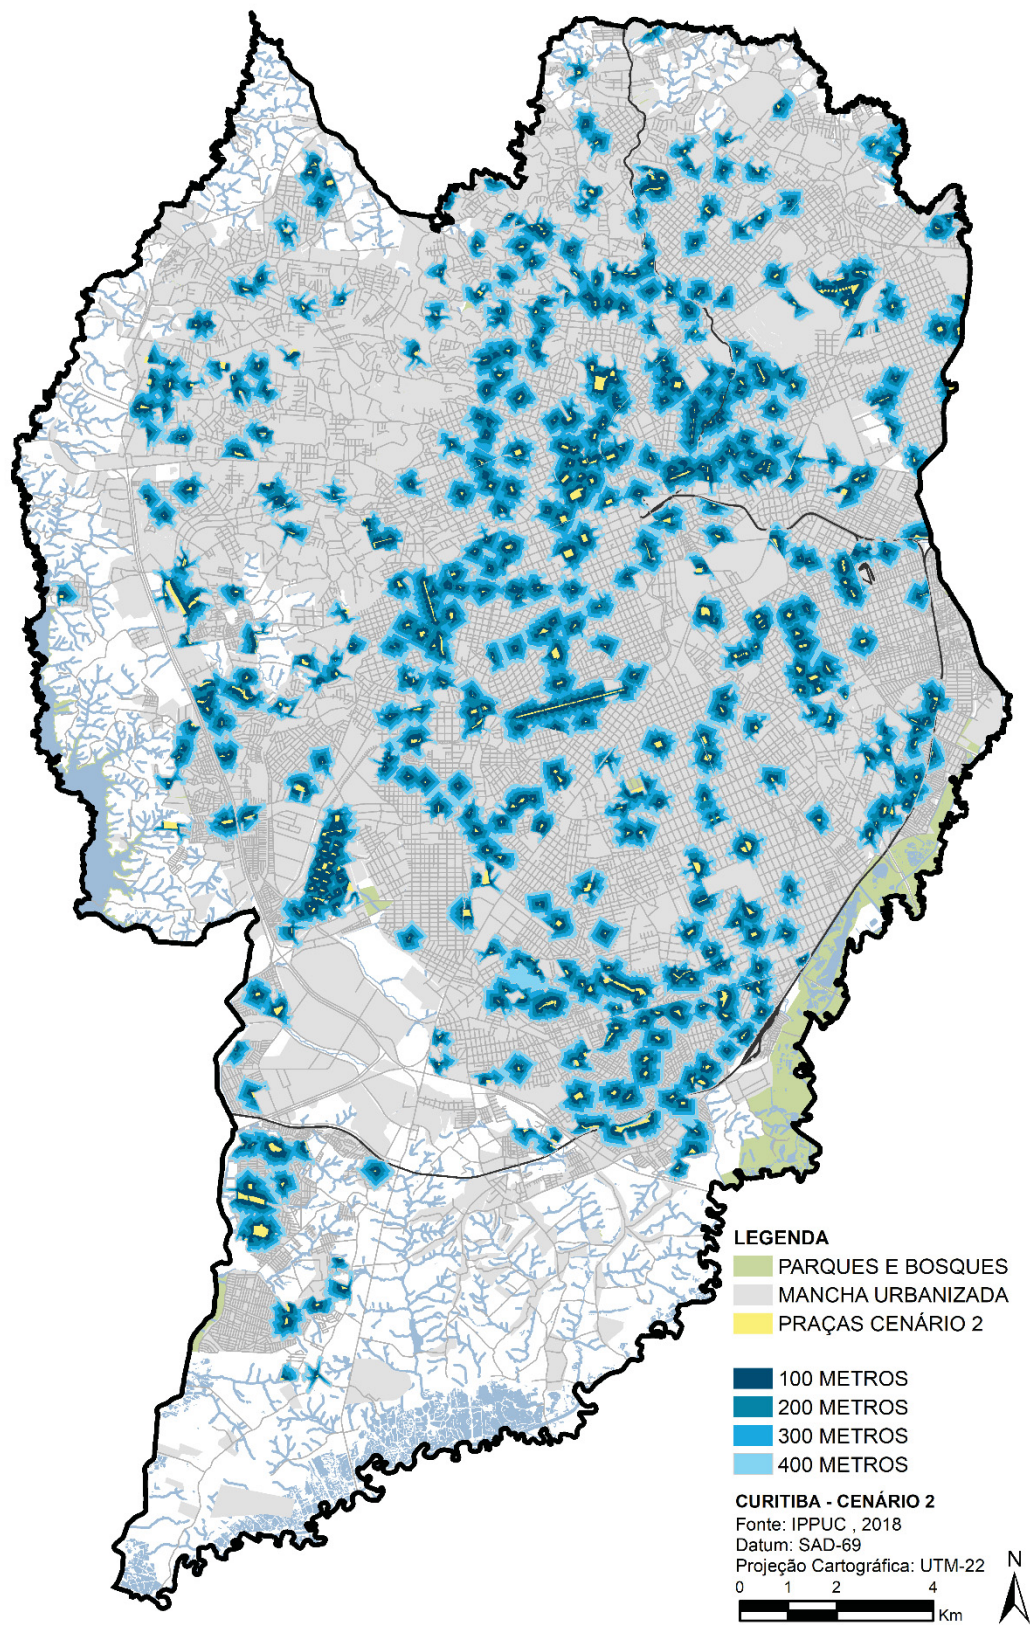 LEGENDA
PARQUES E BOSQUES
MANCHA URBANIZADA
PRAÇAS CENÁRIO 2
100 METROS
200 METROS
300 METROS
400 METROS
CURITIBA - CENÁRIO 2
Fonte: IPPUC , 2018
Datum: SAD-69
Projeção Cartográfica: UTM-22
N
0 1 2 4
Km